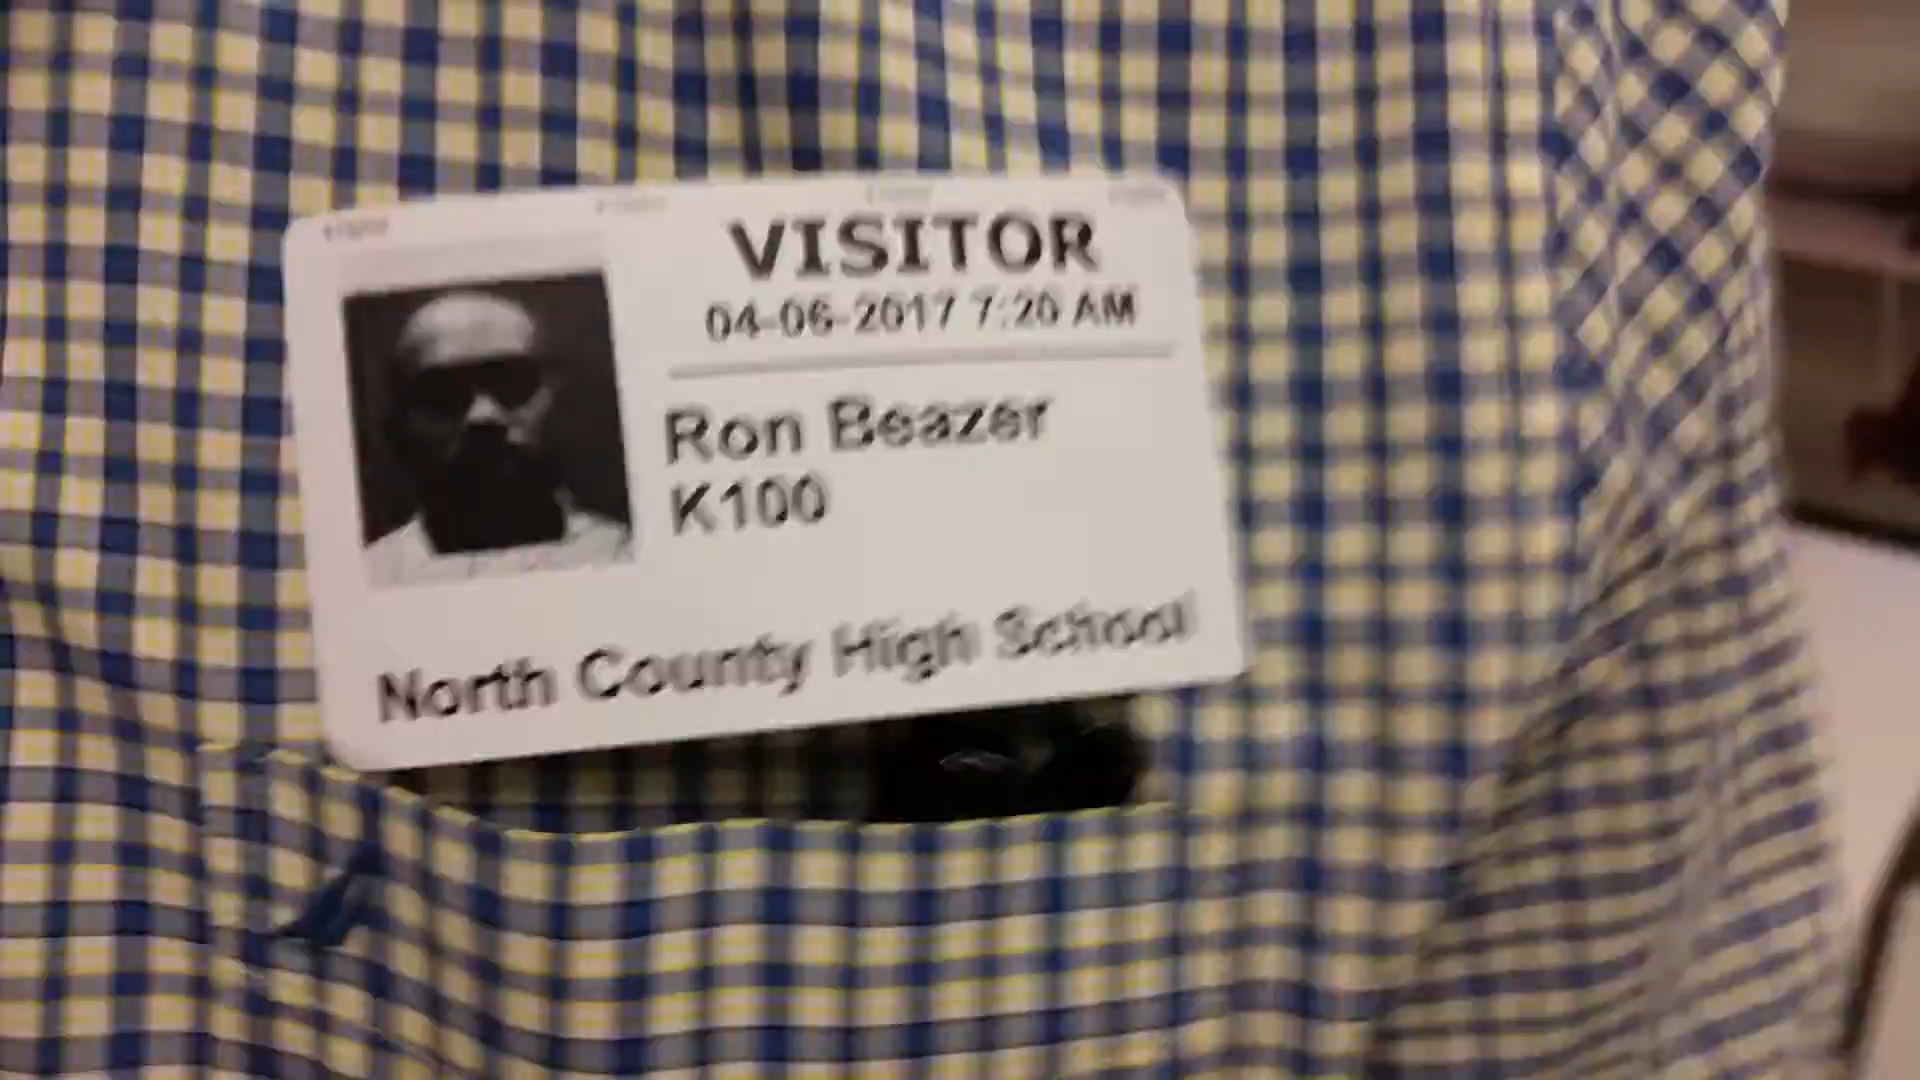 VISITOR
04-06-2017 7:20 AM
Ron Beazer
K100
North County High School